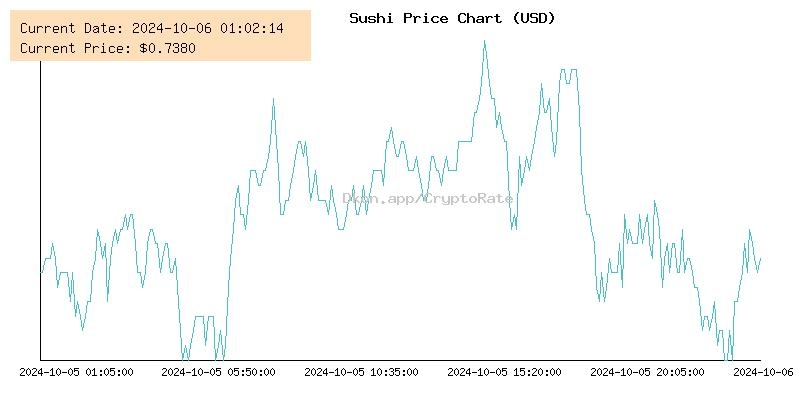 Sushi Price Chart (USD)
Current Date: 2024-10-06 01:02:14
Current Price: $0.7380
Dkon.app/CryptoRate
2024-10-05 01:05:00 2024-10-05 05:50:00 2024-10-05 10:35:00 2024-10-05 15:20:00 2024-10-05 20:05:00 2024-10-06